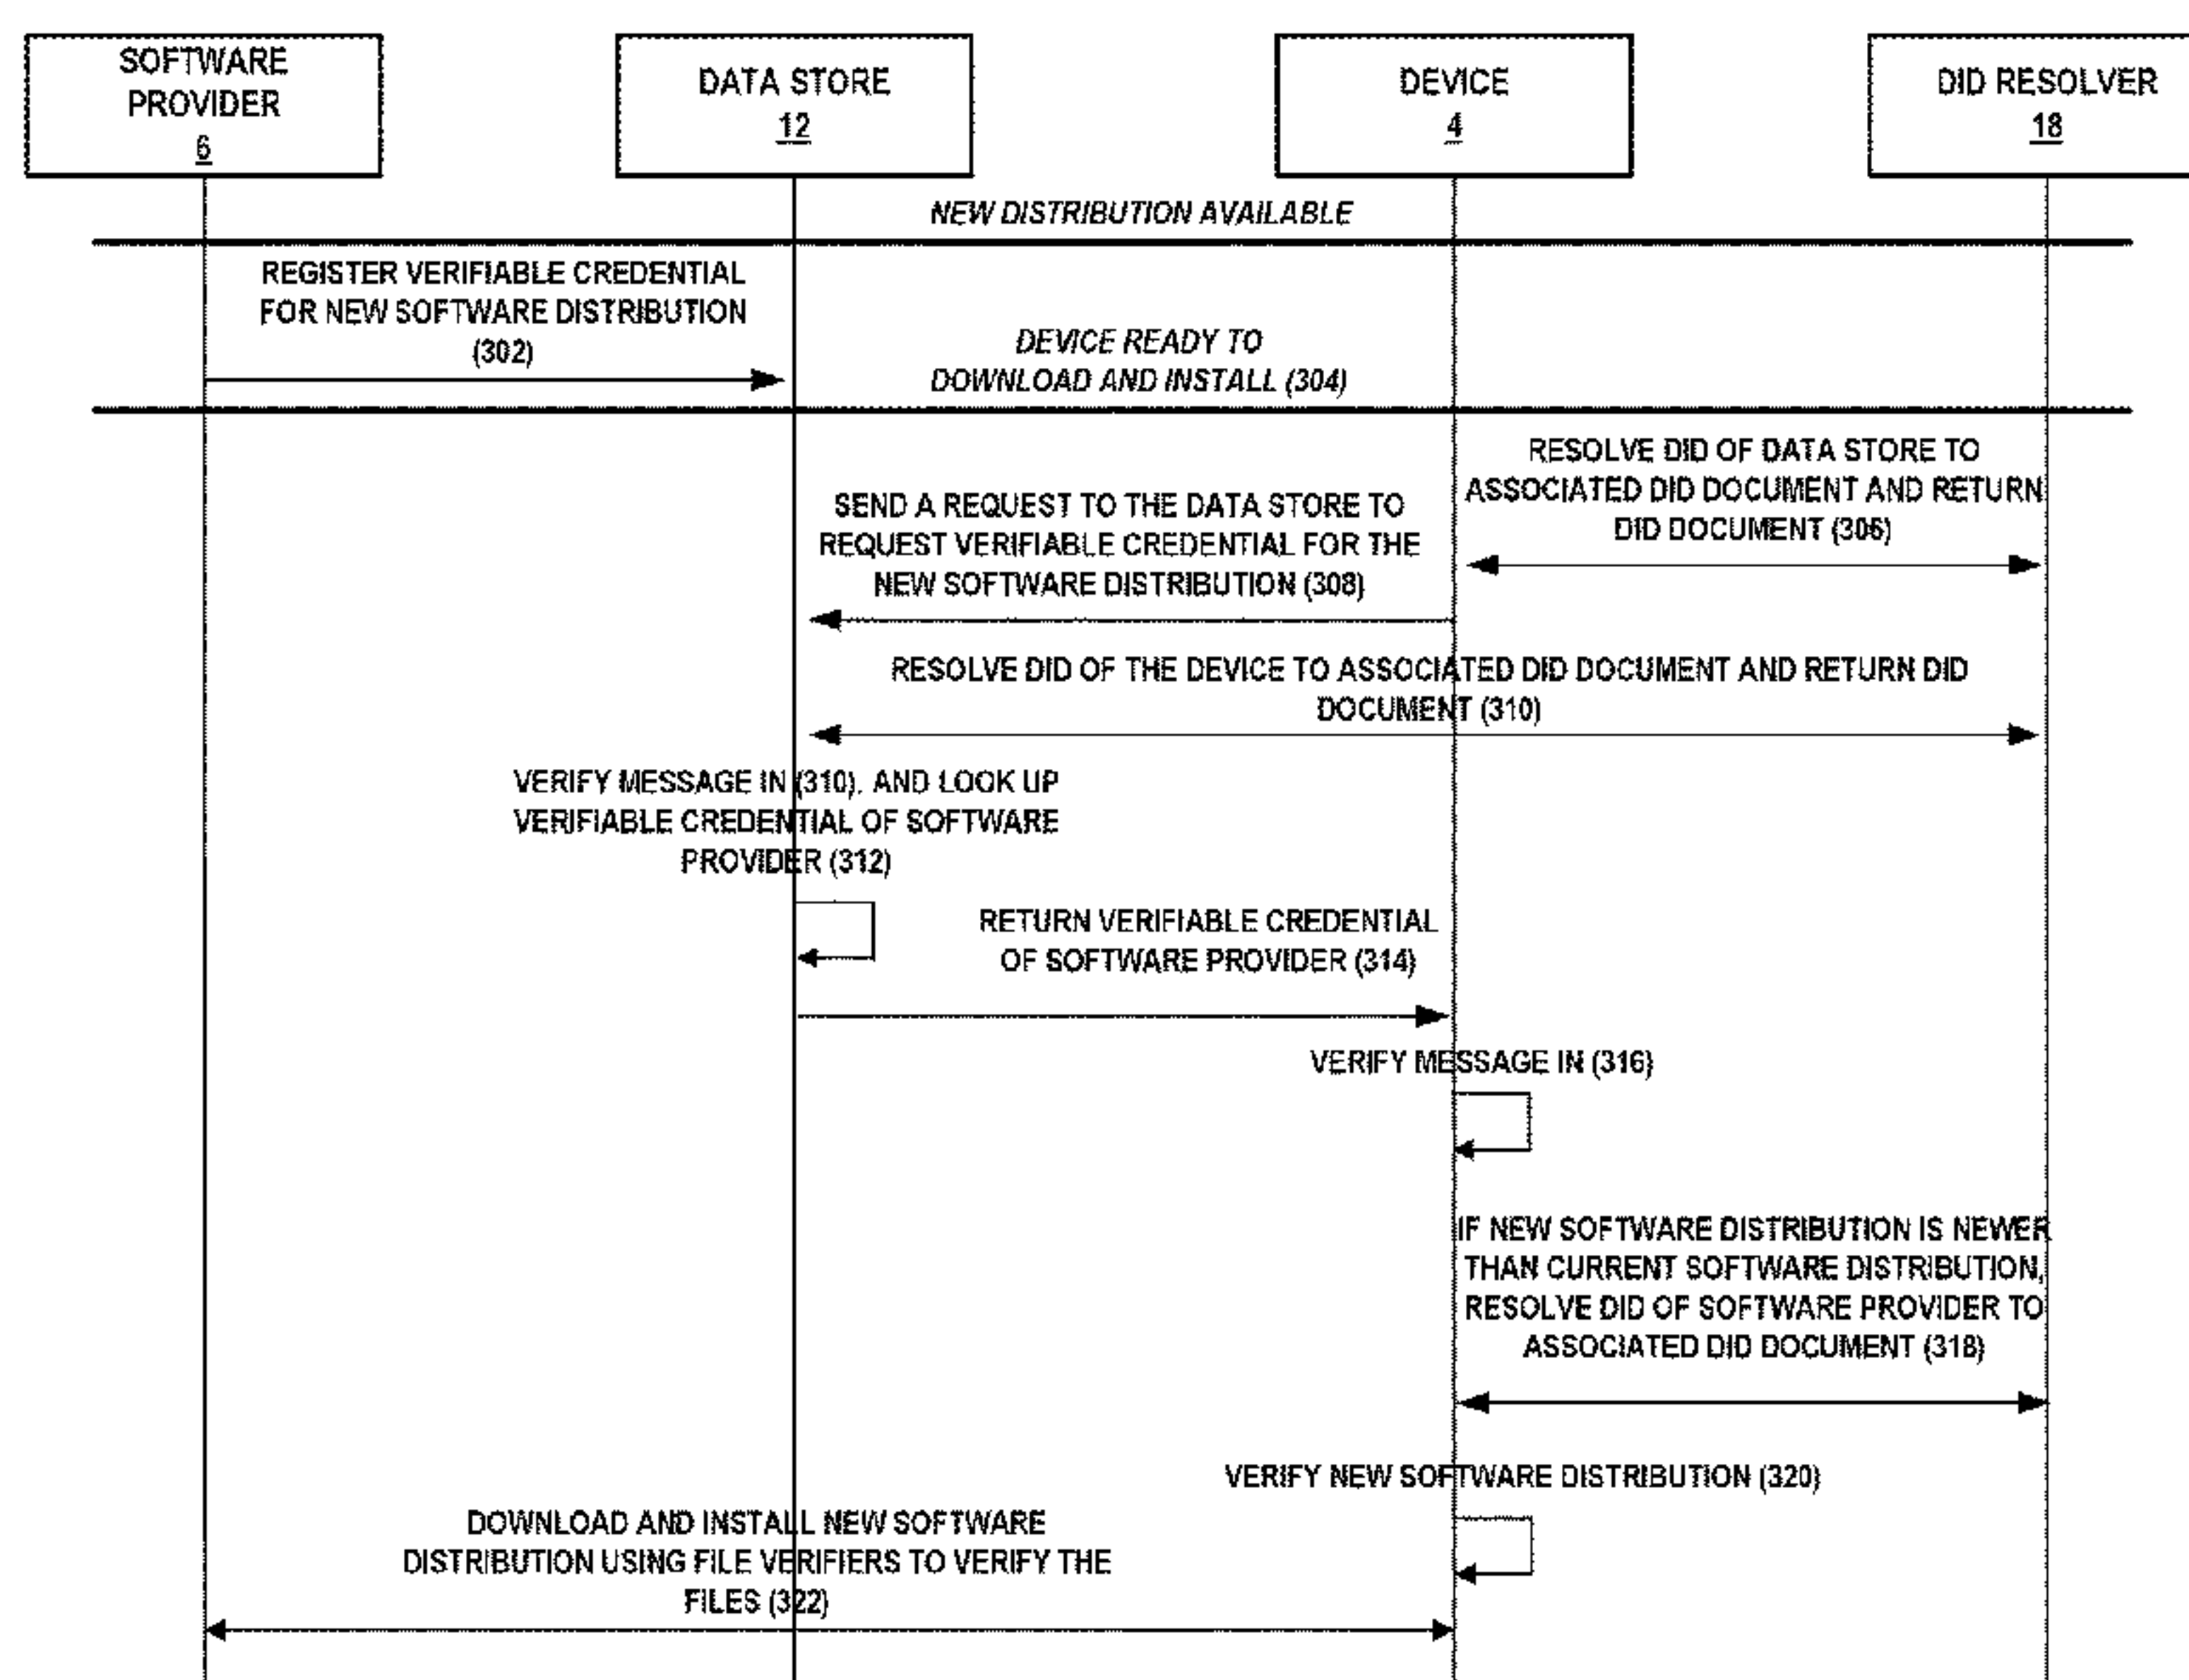 SOFTWARE
PROVIDER
6
DATA STORE
12
DEVICE
4
DID RESOLVER
18
NEW DISTRIBUTION AVAILABLE
REGISTER VERIFIABLE CREDENTIAL
FOR NEW SOFTWARE DISTRIBUTION
(302)
DEVICE READY TO
DOWNLOAD AND INSTALL (304)
RESOLVE DID OF DATA STORE TO
ASSOCIATED DID DOCUMENT AND RETURN
DID DOCUMENT (306)
SEND A REQUEST TO THE DATA STORE TO
REQUEST VERIFIABLE CREDENTIAL FOR THE
NEW SOFTWARE DISTRIBUTION (308)
RESOLVE DID OF THE DEVICE TO ASSOCIATED DID DOCUMENT AND RETURN DID
DOCUMENT (310)
VERIFY MESSAGE IN (310), AND LOOK UP
VERIFIABLE CREDENTIAL OF SOFTWARE
PROVIDER (312)
RETURN VERIFIABLE CREDENTIAL
OF SOFTWARE PROVIDER (314)
VERIFY MESSAGE IN (316)
IF NEW SOFTWARE DISTRIBUTION IS NEWER
THAN CURRENT SOFTWARE DISTRIBUTION,
RESOLVE DID OF SOFTWARE PROVIDER TO
ASSOCIATED DID DOCUMENT (318)
VERIFY NEW SOFTWARE DISTRIBUTION (320)
DOWNLOAD AND INSTALL NEW SOFTWARE
DISTRIBUTION USING FILE VERIFIERS TO VERIFY THE
FILES (322)